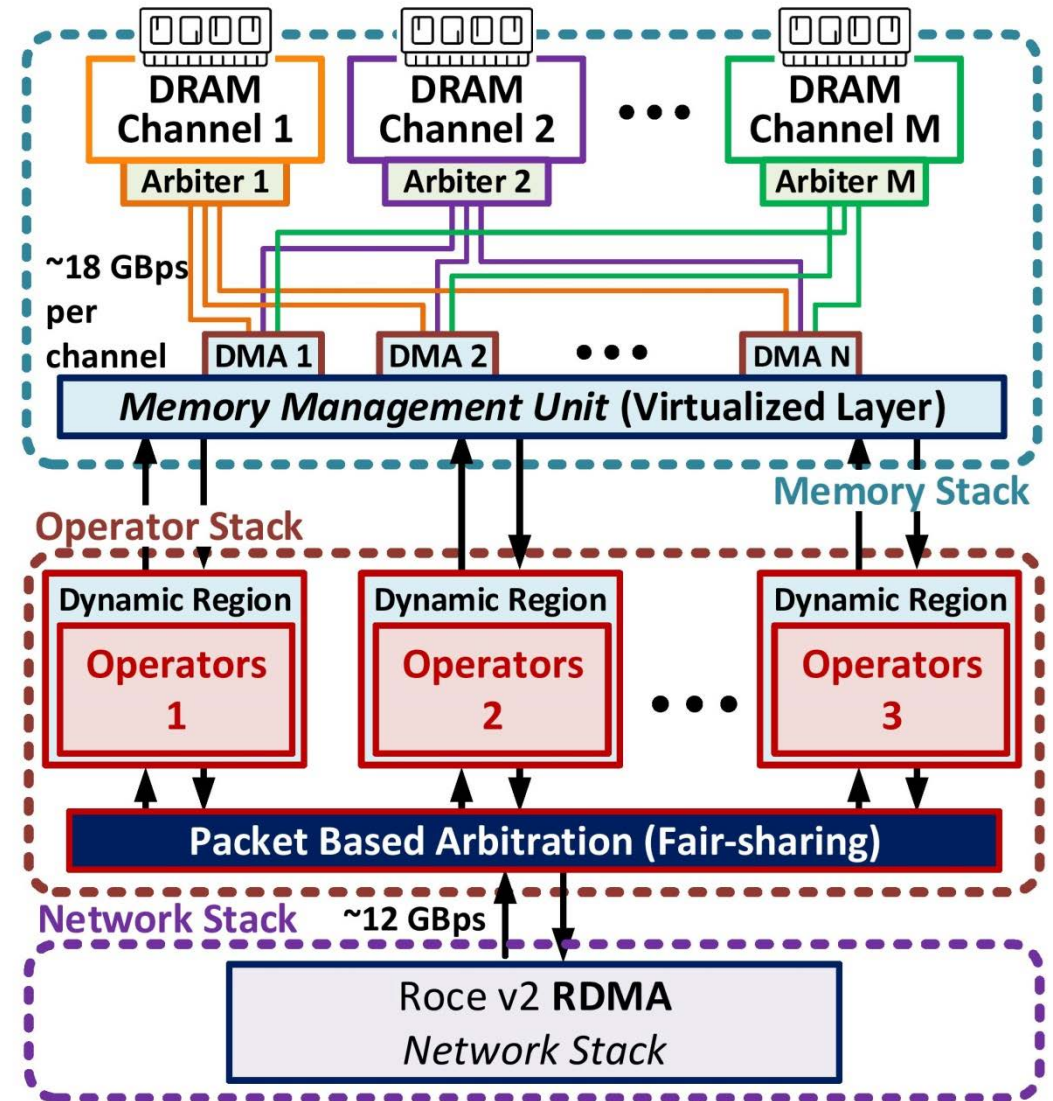 DRAM
Channel 1
DRAM
Channel 2
DRAM
Channel M
Arbiter 1
Arbiter 2
Arbiter M
~18 GBps
per
channel
DMA 1
DMA 2
DMA N
Memory Management Unit (Virtualized Layer)
Memory Stack
Operator Stack
Dynamic Region
Operators
1
Dynamic Region
Operators
2
Dynamic Region
Operators
3
Packet Based Arbitration (Fair-sharing)
Network Stack
~12 GBps
Roce v2 RDMA
Network Stack